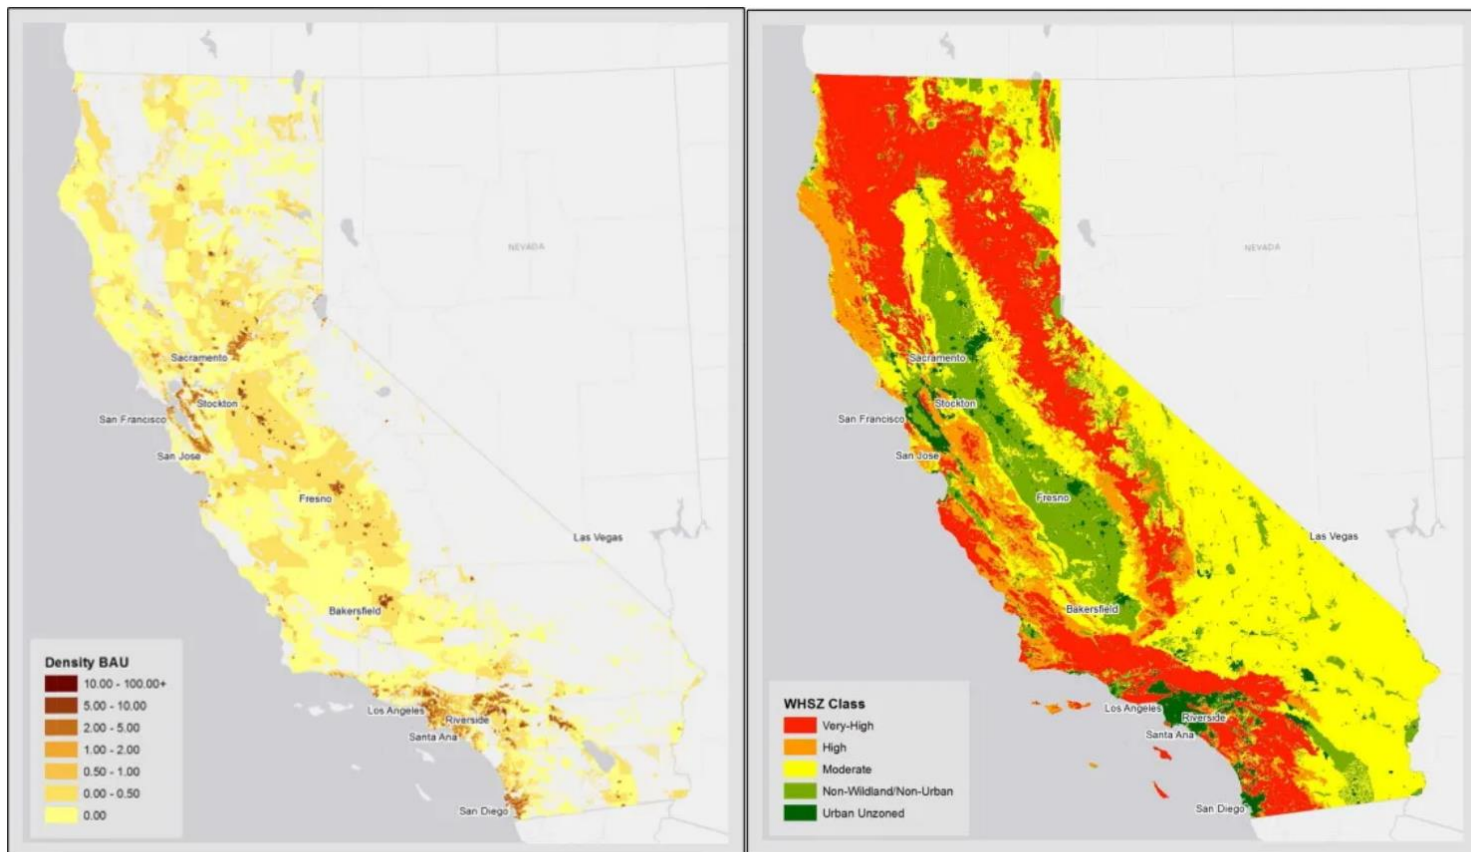 NEVADA
Sacramento
Stockton
San Francisco
San Jose
Fresno
Las Vegas
Bakersfield
Los Angeles
Riverside
Santa Ana
San Diego
Density BAU
10.00 - 100.00+
5.00 - 10.00
2.00 - 5.00
1.00 - 2.00
0.50 - 1.00
0.00 - 0.50
0.00
NEVADA
Sacramento
Stockton
San Francisco
San Jose
Fresno
Las Vegas
Bakersfield
Los Angeles
Riverside
Santa Ana
San Diego
WHSZ Class
Very-High
High
Moderate
Non-Wildland/Non-Urban
Urban Unzoned